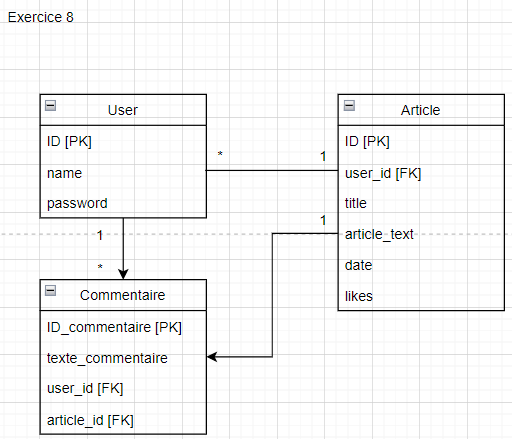 Exercice 8
User
ID [PK]
name
password
* 1
Article
ID [PK]
user_id [FK]
title
article_text
date
likes
1
1
*
Commentaire
ID_commentaire [PK]
texte_commentaire
user_id [FK]
article_id [FK]